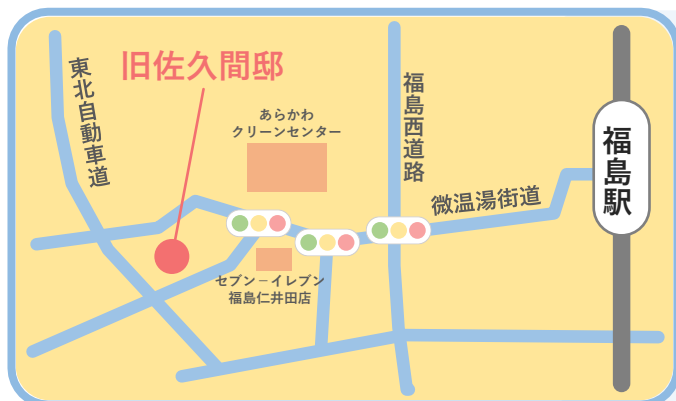 旧佐久間邸
東北自動車道
あらかわ
クリーンセンター
福島西道路
微温湯街道
福島駅
セブン－イレブン
福島仁井田店